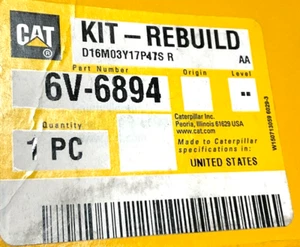 CAT KIT – REBUILD
D16M03Y17P47S R AA
Part Number Origin Level
6V-6894 --
Quantity
1 PC
Caterpillar Inc.
Peoria, Illinois 61629 USA
www.cat.com
Made to Caterpillar
specifications in
UNITED STATES